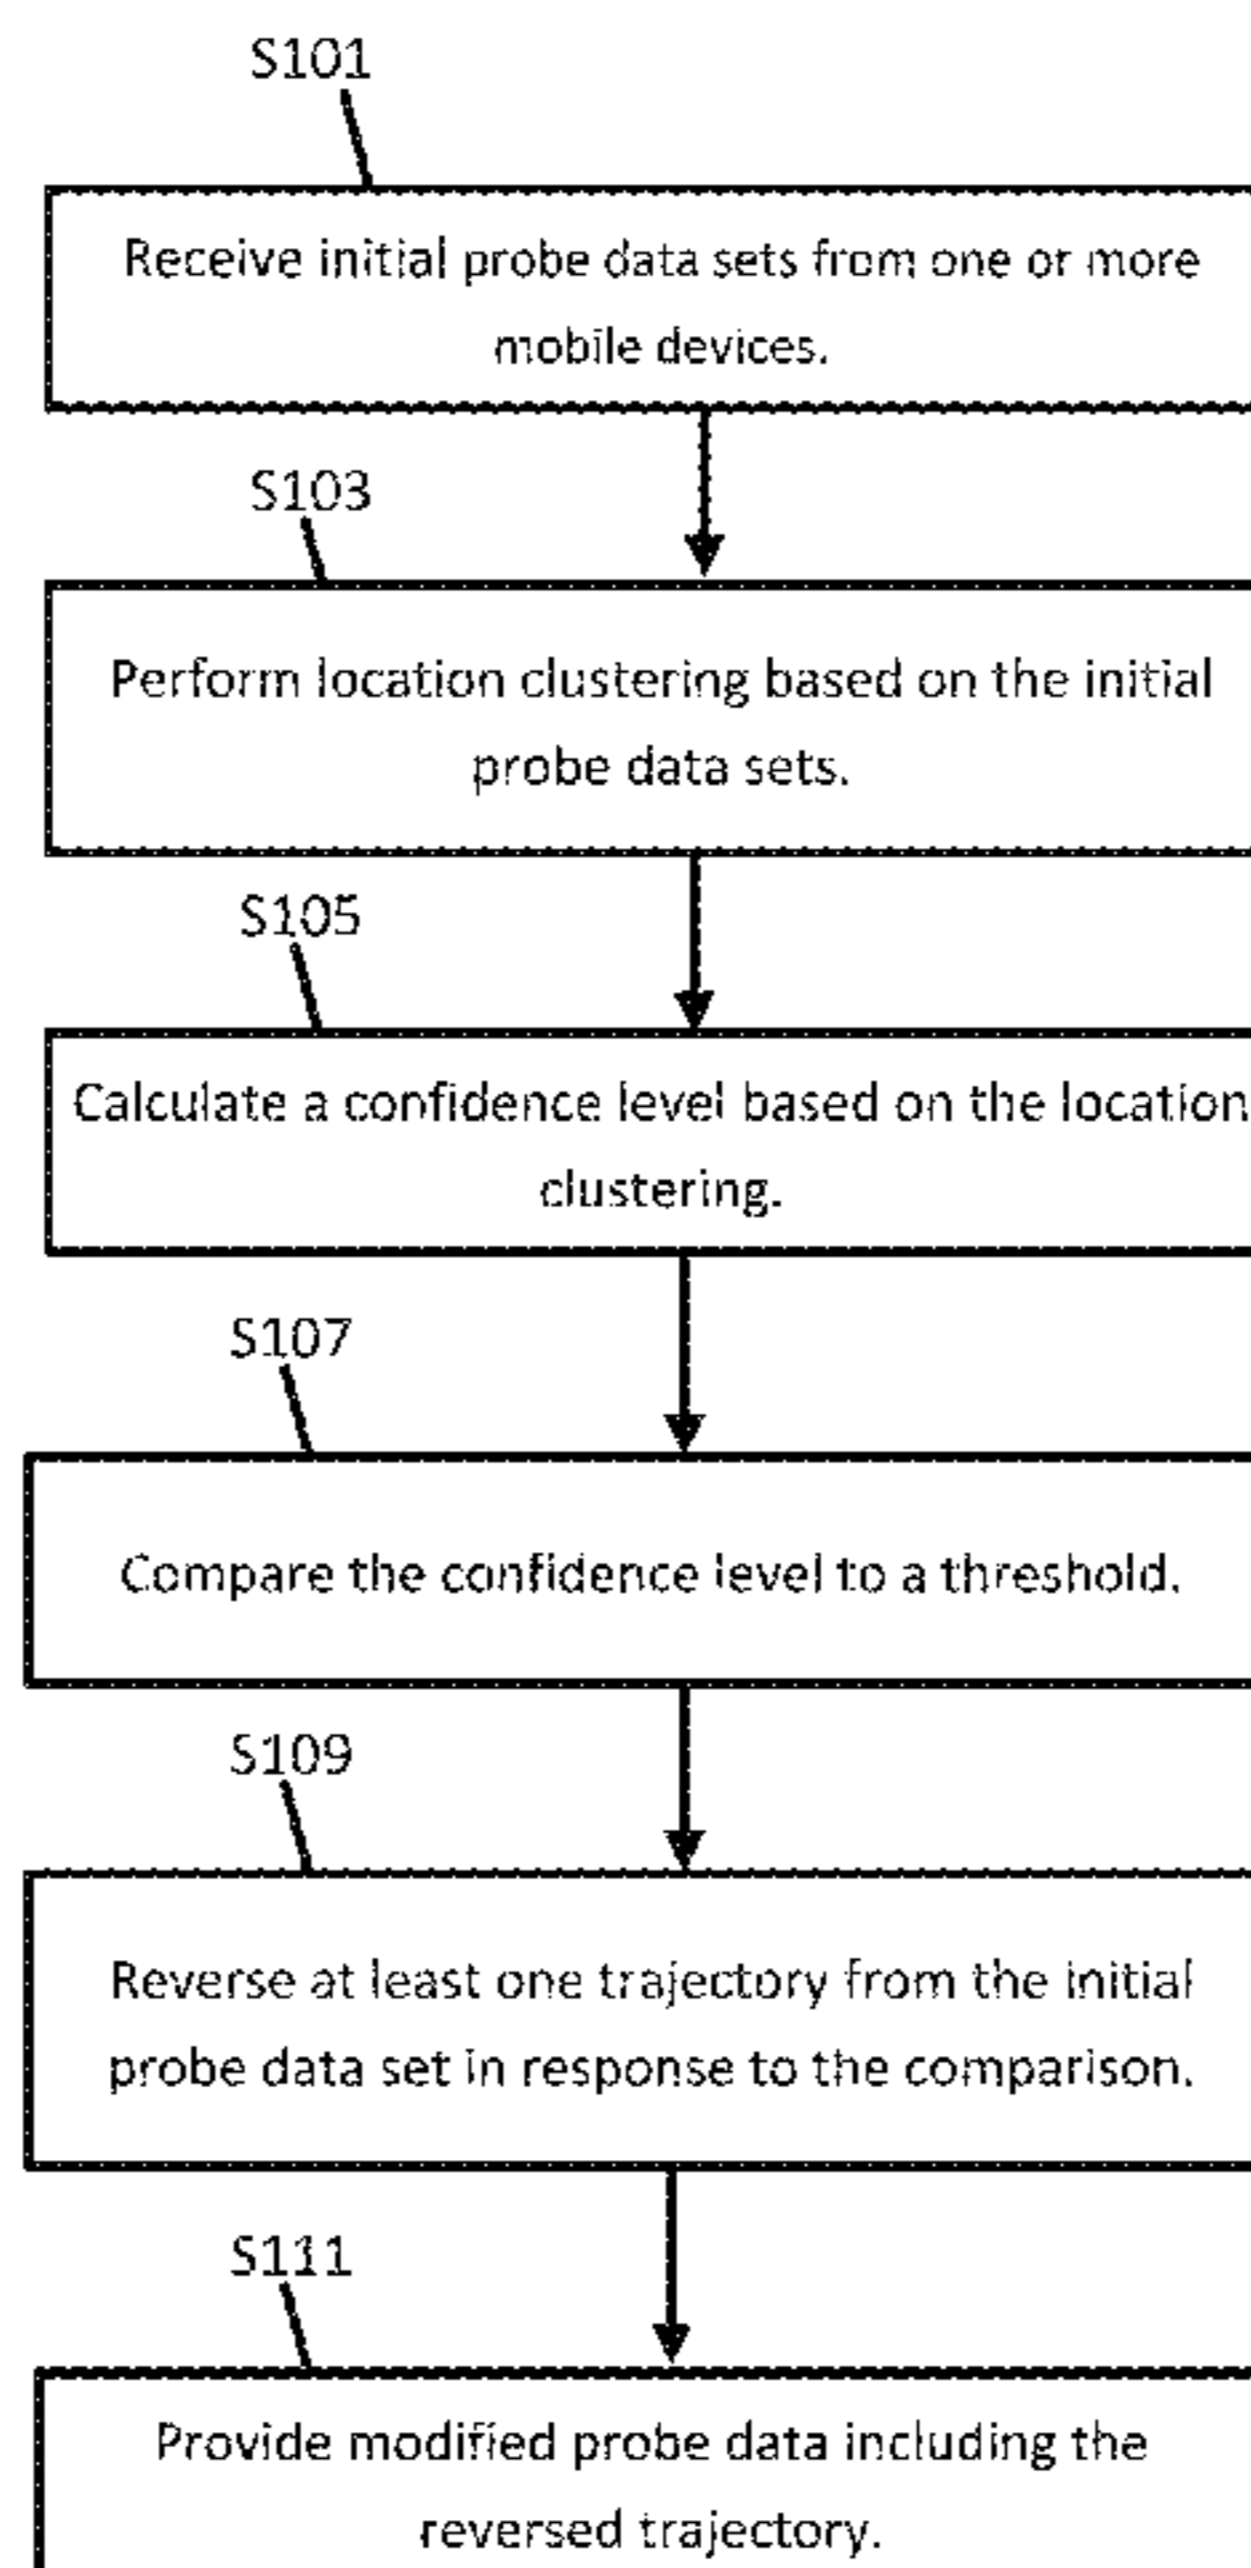 S101
Receive initial probe data sets from one or more
mobile devices.
S103
Perform location clustering based on the initial
probe data sets.
S105
Calculate a confidence level based on the location
clustering.
S107
Compare the confidence level to a threshold.
S109
Reverse at least one trajectory from the initial
probe data set in response to the comparison.
S111
Provide modified probe data including the
reversed trajectory.